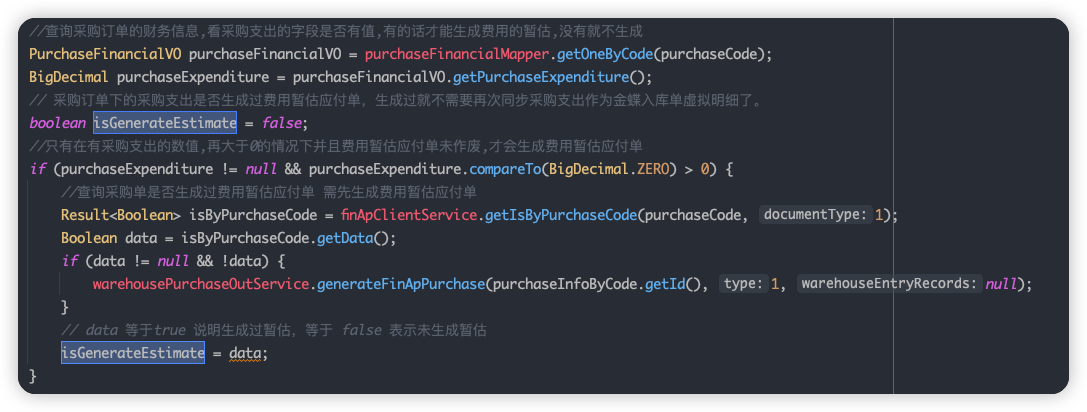 //查询采购订单的财务信息,看采购支出的字段是否有值,有的话才能生成费用的暂估,没有就不生成
PurchaseFinancialVO purchaseFinancialVO = purchaseFinancialMapper.getOneByCode(purchaseCode);
BigDecimal purchaseExpenditure = purchaseFinancialVO.getPurchaseExpenditure();
// 采购订单下的采购支出是否生成过费用暂估应付单，生成过就不需要再次同步采购支出作为金蝶入库单虚拟明细了。
boolean isGenerateEstimate = false;
//只有在有采购支出的数值,再大于0的情况下并且费用暂估应付单未作废,才会生成费用暂估应付单
if (purchaseExpenditure != null && purchaseExpenditure.compareTo(BigDecimal.ZERO) > 0) {
    //查询采购单是否生成过费用暂估应付单 需先生成费用暂估应付单
    Result<Boolean> isByPurchaseCode = finApClientService.getIsByPurchaseCode(purchaseCode, documentType: 1);
    Boolean data = isByPurchaseCode.getData();
    if (data != null && !data) {
        warehousePurchaseOutService.generateFinApPurchase(purchaseInfoByCode.getId(), type: 1, warehouseEntryRecords: null);
    }
    // data 等于true 说明生成过暂估，等于 false 表示未生成暂估
    isGenerateEstimate = data;
}